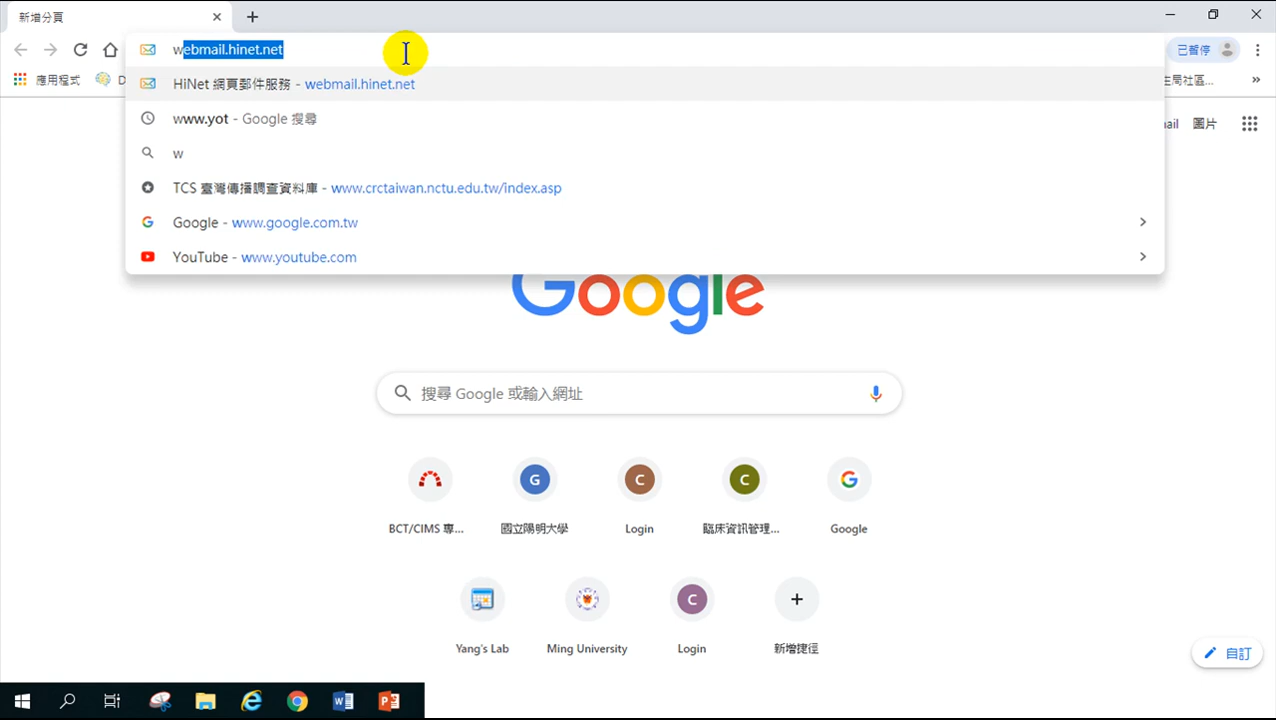 新增分頁
webmail.hinet.net
已暫停
應用程式
D
HiNet 網頁郵件服務 - webmail.hinet.net
www.yot - Google 搜尋
w
TCS 臺灣傳播調查資料庫 - www.crctaiwan.nctu.edu.tw/index.asp
Google - www.google.com.tw
YouTube - www.youtube.com
ail 圖片
Google
搜尋 Google 或輸入網址
BCT/CIMS 專...
G
國立陽明大學
C
Login
C
臨床資訊管理...
Google
Yang's Lab
Ming University
C
Login
新增捷徑
自訂